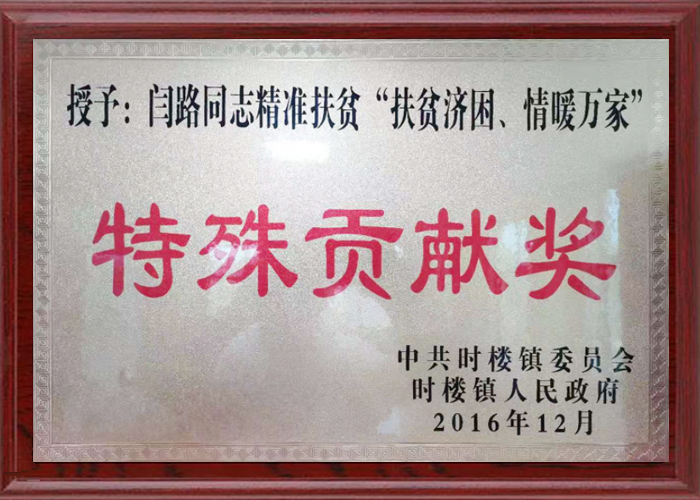 授予：闫路同志精准扶贫“扶贫济困、情暖万家”
特殊贡献奖
中共时楼镇委员会
时楼镇人民政府
2016年12月